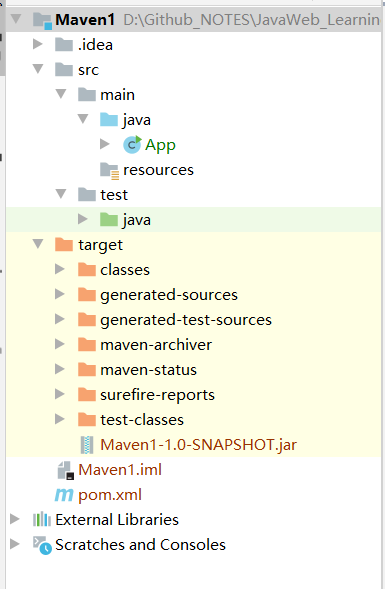 Maven1 D:\Github_NOTES\JavaWeb_Learnin
.idea
src
main
java
App
resources
test
java
target
classes
generated-sources
generated-test-sources
maven-archiver
maven-status
surefire-reports
test-classes
Maven1-1.0-SNAPSHOT.jar
Maven1.iml
pom.xml
External Libraries
Scratches and Consoles